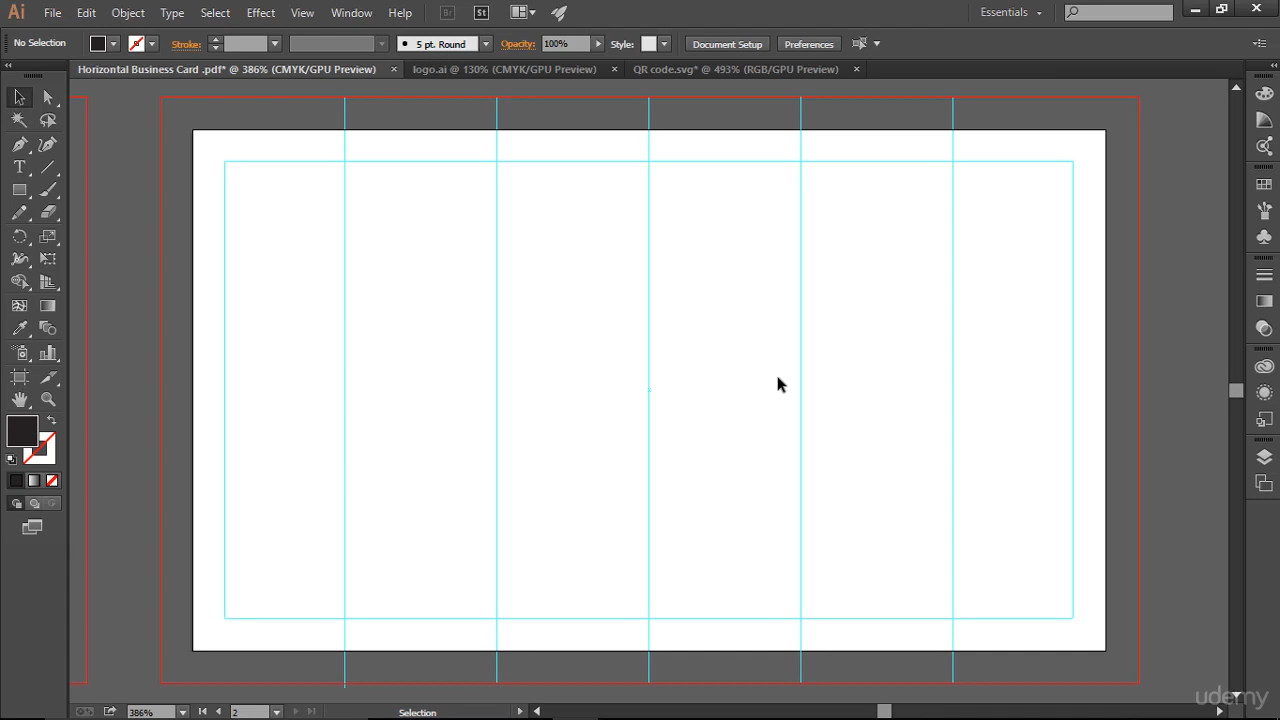 Ai File Edit Object Type Select Effect View Window Help Br St Essentials
No Selection Stroke: 5 pt. Round Opacity: 100% Style: Document Setup Preferences
Horizontal Business Card .pdf* @ 386% (CMYK/GPU Preview) × logo.ai @ 130% (CMYK/GPU Preview) × QR code.svg* @ 493% (RGB/GPU Preview) ×
T
386% 2 Selection
udemy